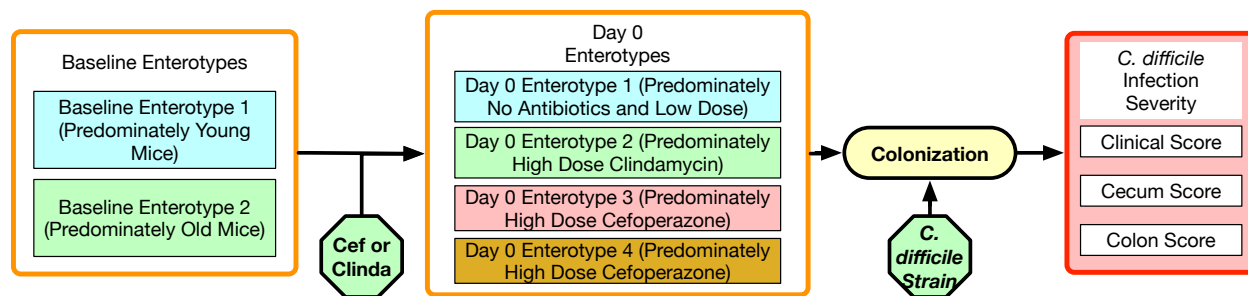 Baseline Enterotypes
Baseline Enterotype 1
(Predominately Young
Mice)
Baseline Enterotype 2
(Predominately Old Mice)
Cef or
Clinda
Day 0
Enterotypes
Day 0 Enterotype 1 (Predominately
No Antibiotics and Low Dose)
Day 0 Enterotype 2 (Predominately
High Dose Clindamycin)
Day 0 Enterotype 3 (Predominately
High Dose Cefoperazone)
Day 0 Enterotype 4 (Predominately
High Dose Cefoperazone)
Colonization
C.
difficile
Strain
C. difficile
Infection
Severity
Clinical Score
Cecum Score
Colon Score